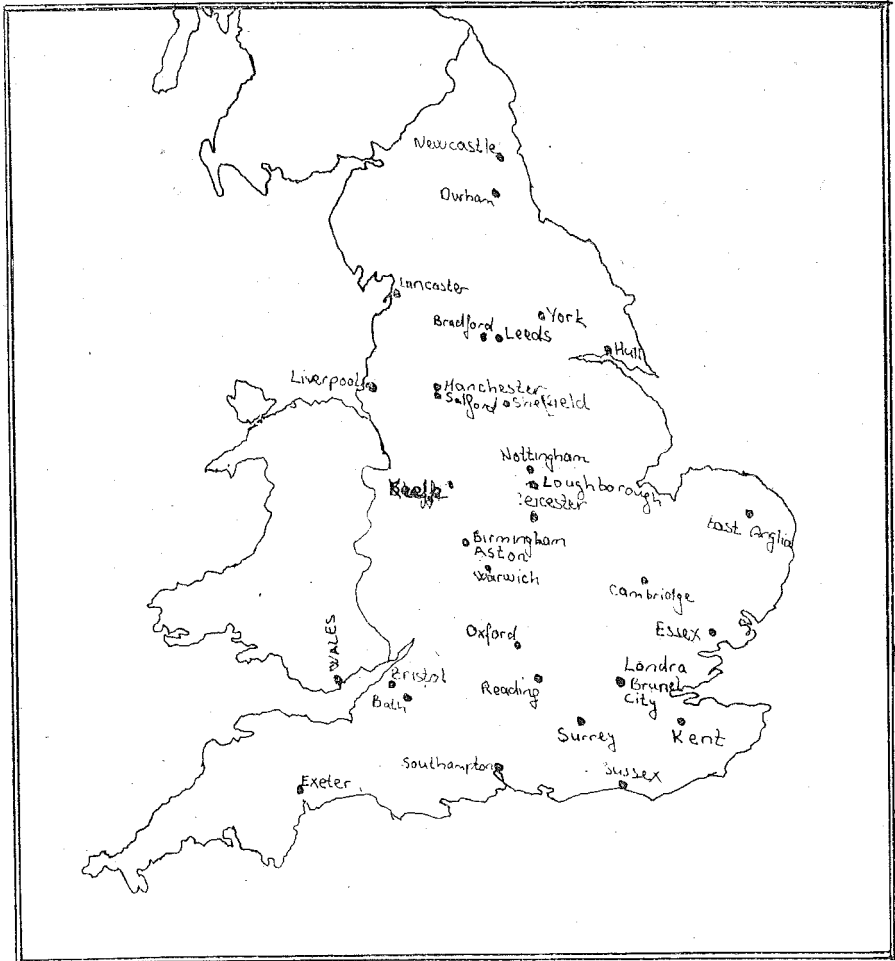 Newcastle
Durham
Lancaster
York
Bradford
Leeds
Hull
Liverpool
Manchester
Salford
Sheffield
Nottingham
Keele
Loughborough
Leicester
East Anglia
Birmingham
Aston
Warwich
Cambridge
Essex
Oxford
WALES
Londra
Bristol
Reading
Brunel
City
Bath
Surrey
Kent
Southampton
Sussex
Exeter